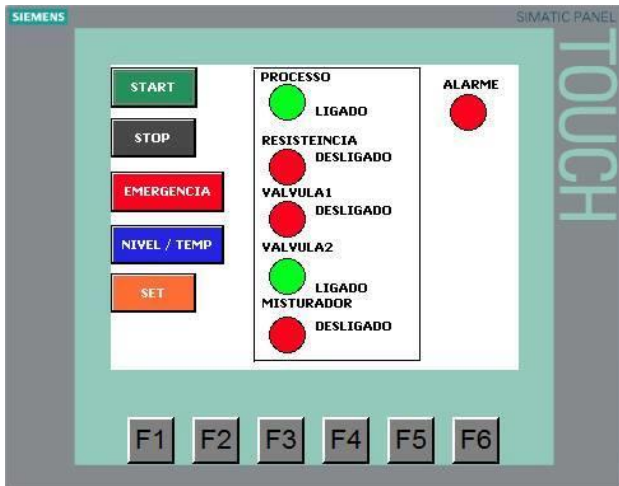 SIEMENS
SIMATIC PANEL
TOUCH
START
STOP
EMERGENCIA
NIVEL / TEMP
SET
PROCESSO
LIGADO
RESISTEINCIA
DESLIGADO
VALVULA1
DESLIGADO
VALVULA2
LIGADO
MISTURADOR
DESLIGADO
ALARME
F1 F2 F3 F4 F5 F6